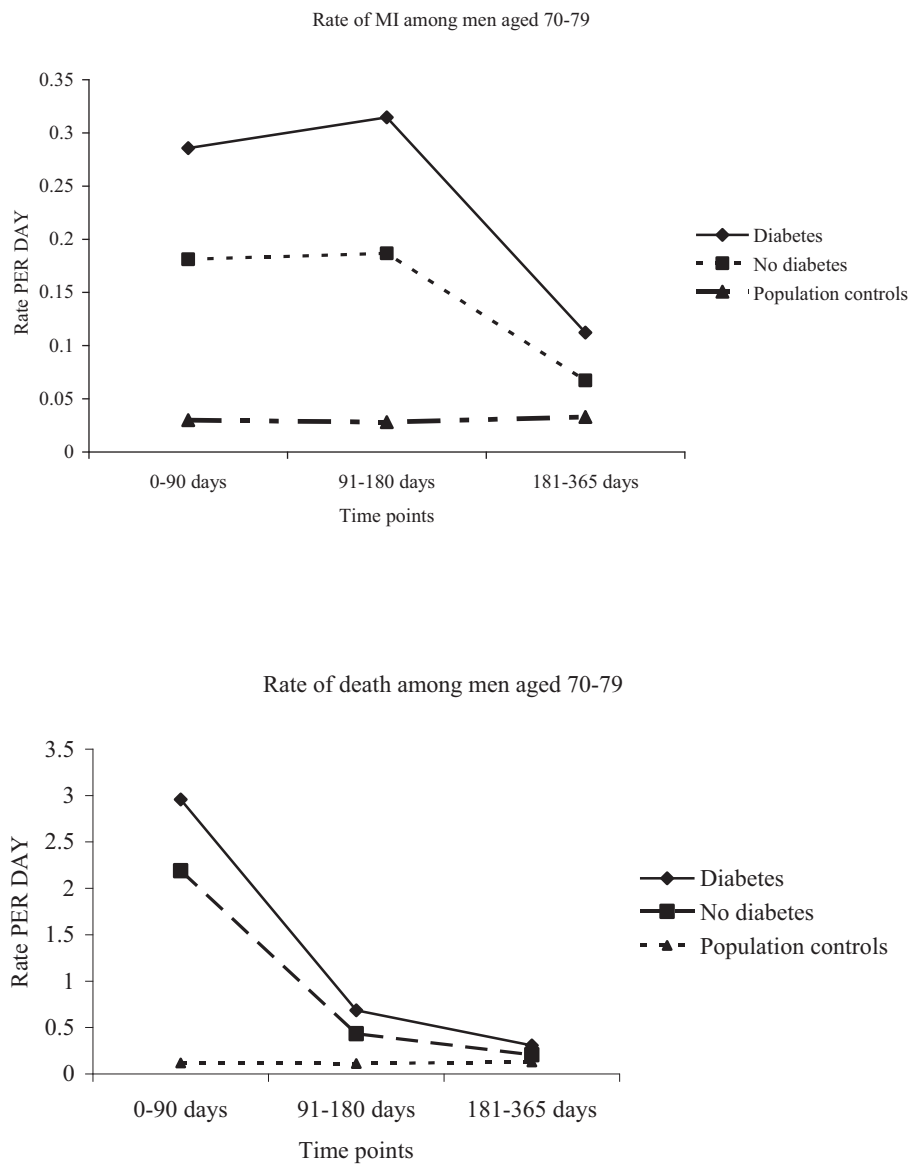 Rate of MI among men aged 70-79
0.35
0.3
0.25
0.2
0.15
0.1
0.05
0
Rate PER DAY
0-90 days 91-180 days 181-365 days
Time points
Diabetes
No diabetes
Population controls
Rate of death among men aged 70-79
3.5
3
2.5
2
1.5
1
0.5
0
Rate PER DAY
0-90 days 91-180 days 181-365 days
Time points
Diabetes
No diabetes
Population controls